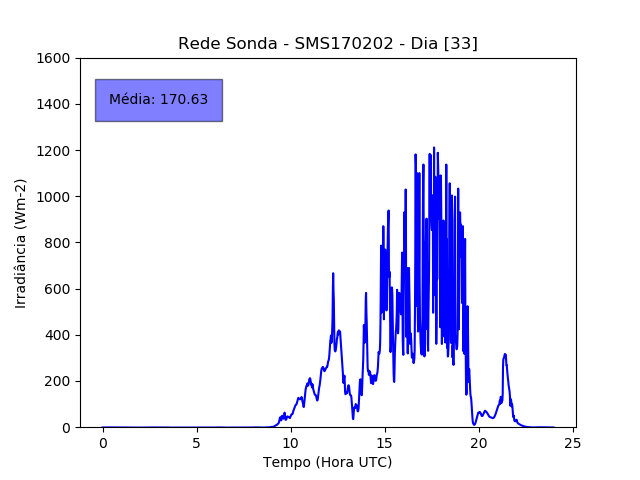 Rede Sonda - SMS170202 - Dia [33]
1600
1400
1200
1000
800
600
400
200
0
Média: 170.63
Irradiância (Wm-2)
0 5 10 15 20 25
Tempo (Hora UTC)